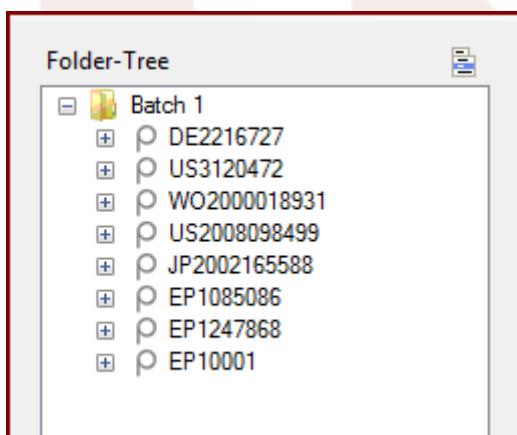 Folder-Tree
Batch 1
DE2216727
US3120472
WO2000018931
US2008098499
JP2002165588
EP1085086
EP1247868
EP10001